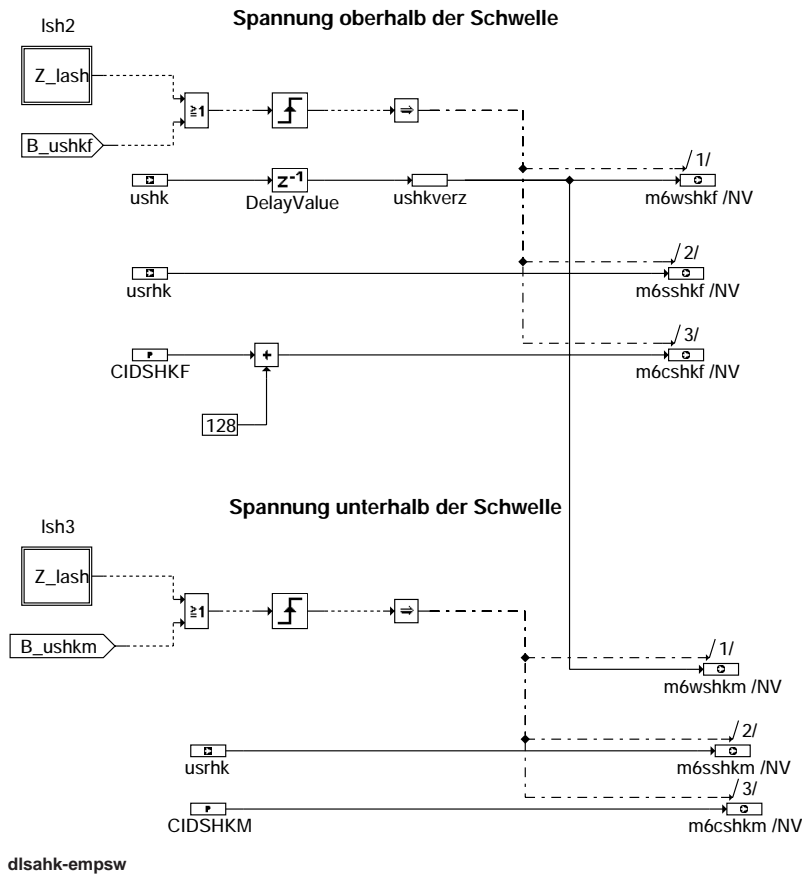 Spannung oberhalb der Schwelle
lsh2
Z_lash
B_ushkf
≧1
⇒
/1/
ushk
z-1
DelayValue
ushkverz
m6wshkf /NV
/2/
usrhk
m6sshkf /NV
/3/
P
CIDSHKF
+
m6cshkf /NV
128
Spannung unterhalb der Schwelle
lsh3
Z_lash
≧1
⇒
B_ushkm
/1/
m6wshkm /NV
/2/
usrhk
m6sshkm /NV
/3/
P
CIDSHKM
m6cshkm /NV
dlsahk-empsw